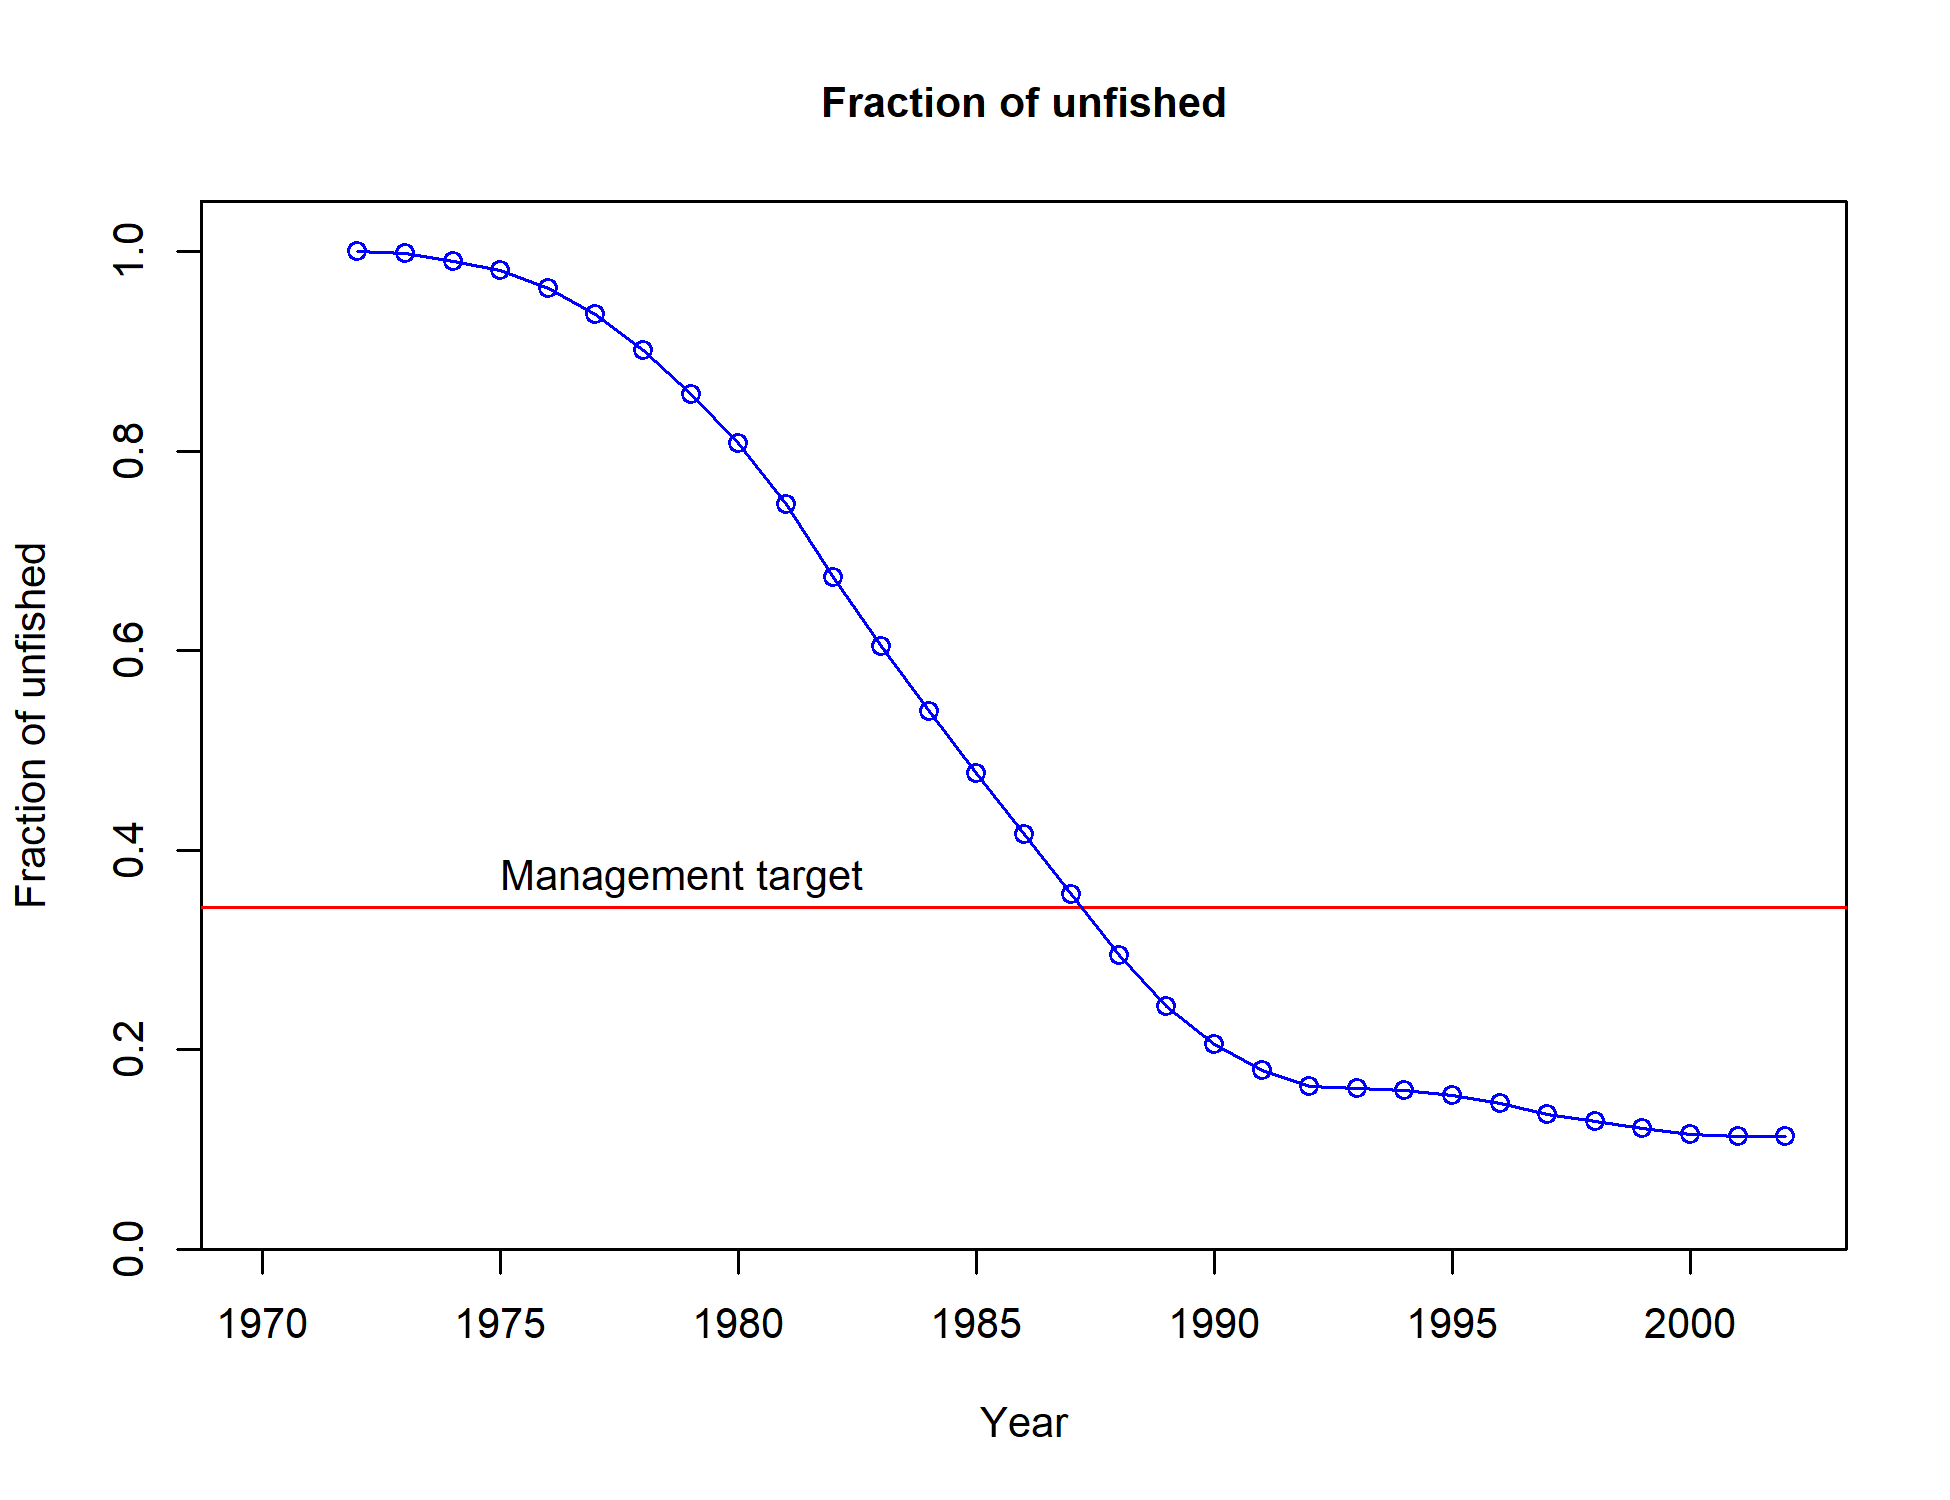 Fraction of unfished
Fraction of unfished
1.0
0.8
0.6
0.4
0.2
0.0
Management target
1970 1975 1980 1985 1990 1995 2000
Year